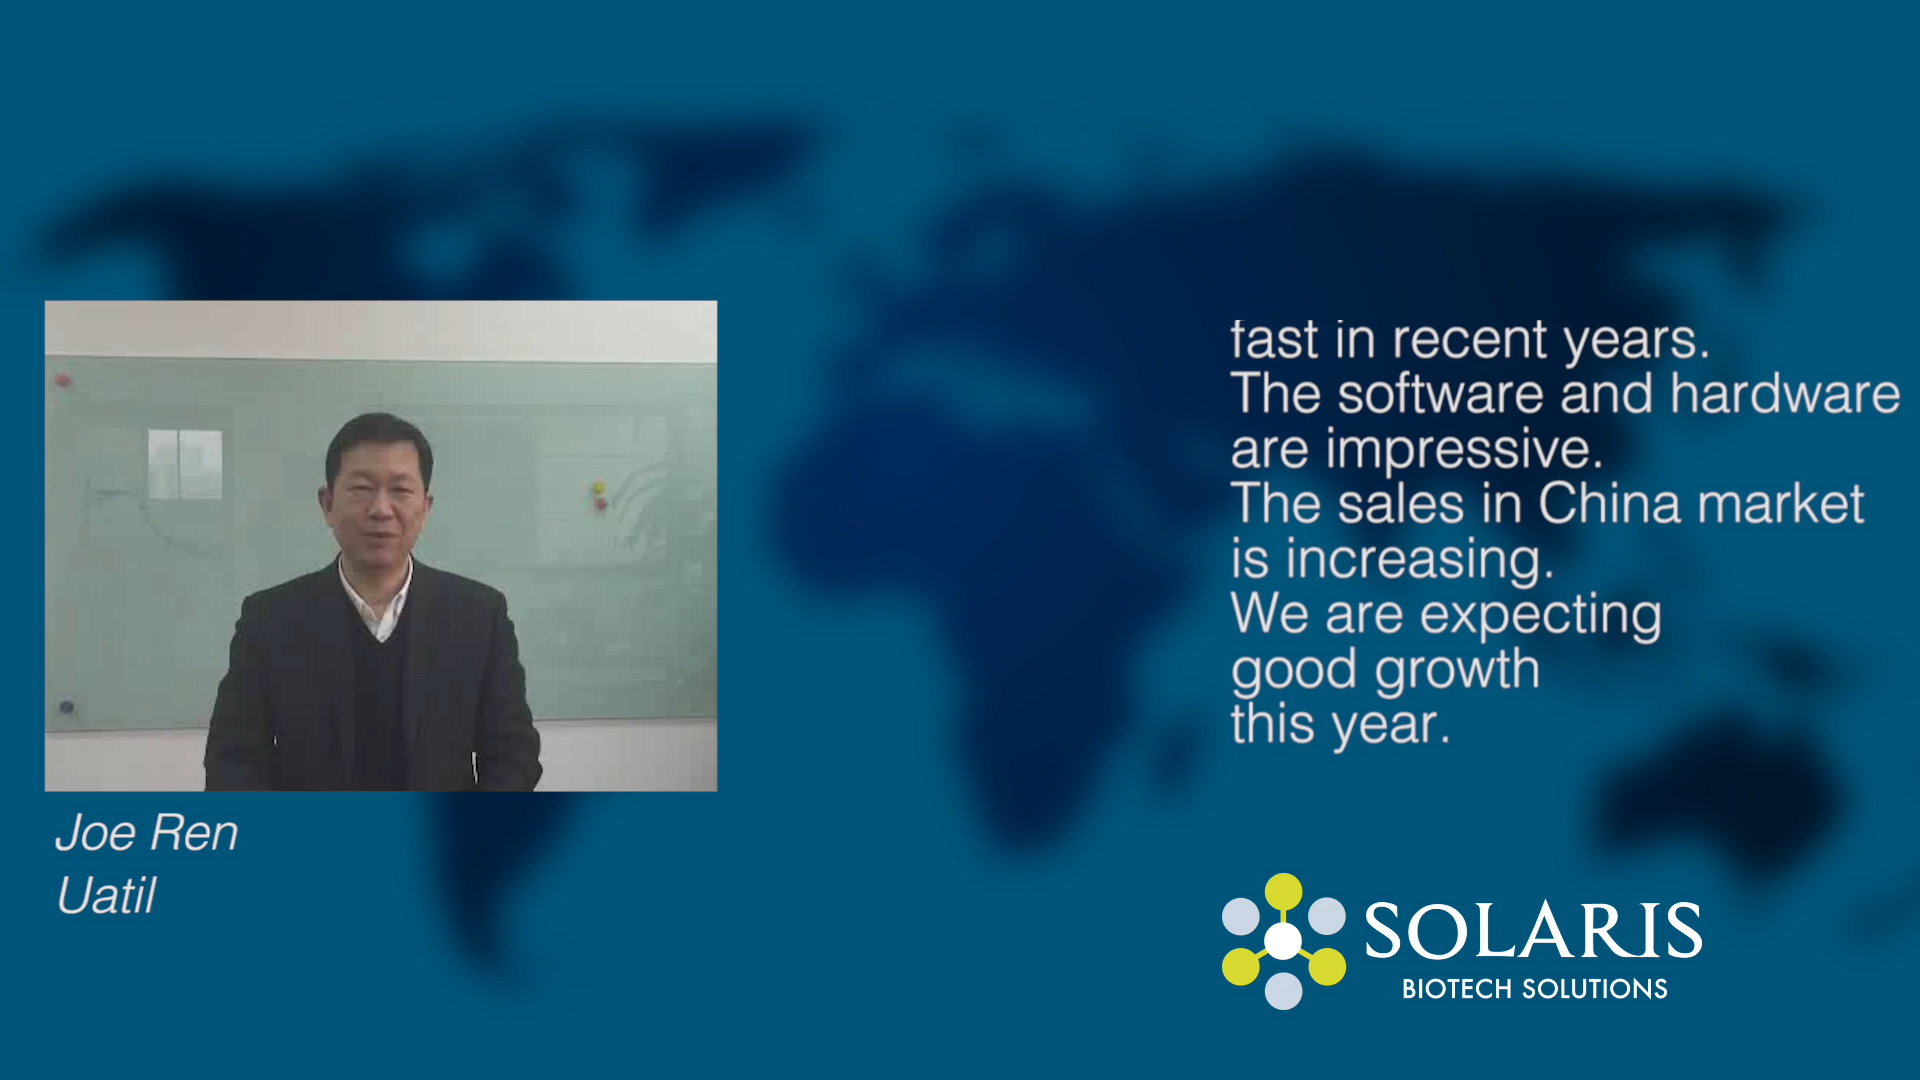 fast in recent years.
The software and hardware
are impressive.
The sales in China market
is increasing.
We are expecting
good growth
this year.
Joe Ren
Uatil
SOLARIS
BIOTECH SOLUTIONS